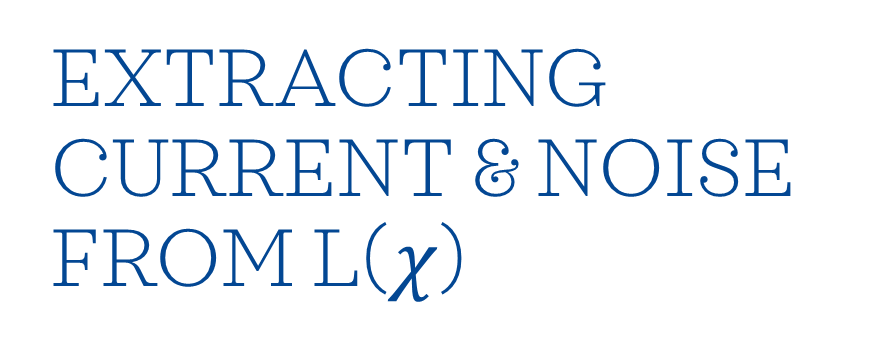 EXTRACTING
CURRENT & NOISE
FROM L(χ)